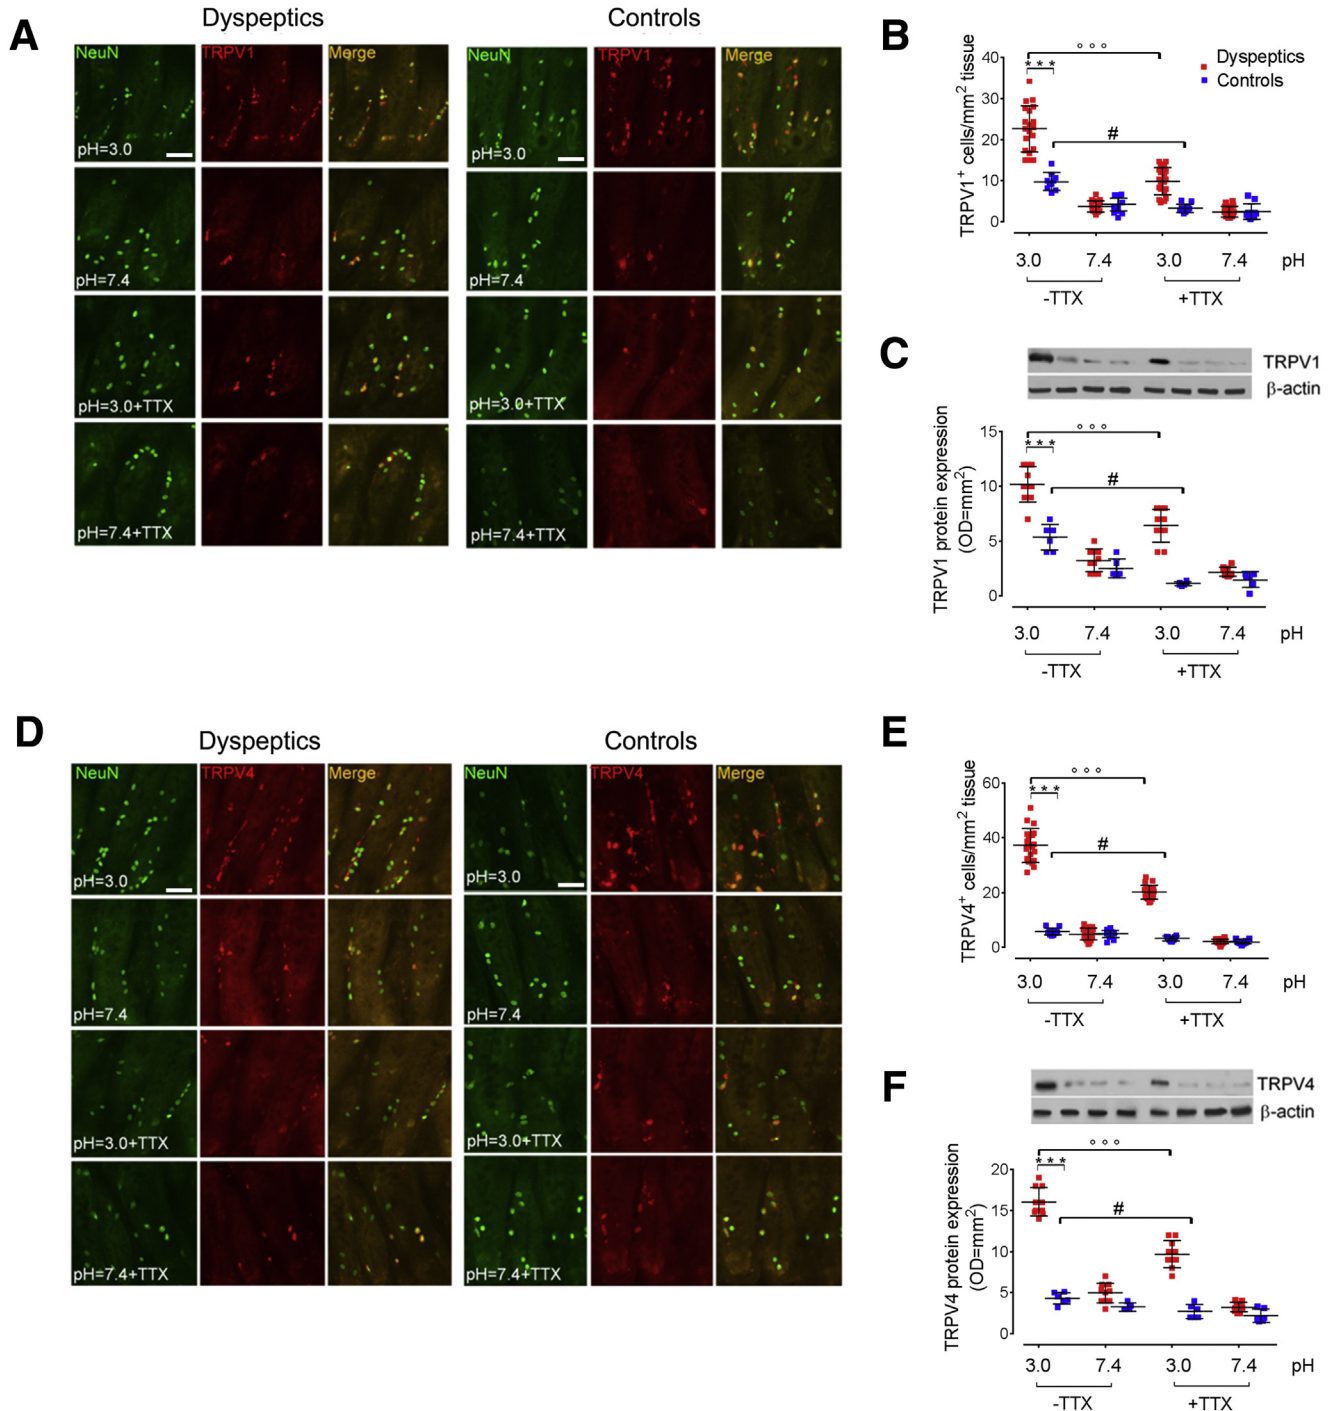 A
Dyspeptics
Controls
NeuN TRPV1 Merge
NeuN TRPV1 Merge
pH=3.0
pH=3.0
pH=7.4
pH=7.4
pH=3.0+TTX
pH=3.0+TTX
pH=7.4+TTX
pH=7.4+TTX
B
TRPV1+ cells/mm2 tissue
40
30
20
10
0
°°°
***
#
Dyspeptics
Controls
3.0 7.4 3.0 7.4 pH
-TTX +TTX
C
TRPV1
β-actin
TRPV1 protein expression
(OD=mm2)
15
10
5
0
°°°
***
#
3.0 7.4 3.0 7.4 pH
-TTX +TTX
D
Dyspeptics
Controls
NeuN TRPV4 Merge
NeuN TRPV4 Merge
pH=3.0
pH=3.0
pH=7.4
pH=7.4
pH=3.0+TTX
pH=3.0+TTX
pH=7.4+TTX
pH=7.4+TTX
E
TRPV4+ cells/mm2 tissue
60
40
20
0
°°°
***
#
3.0 7.4 3.0 7.4 pH
-TTX +TTX
F
TRPV4
β-actin
TRPV4 protein expression
(OD=mm2)
20
15
10
5
0
°°°
***
#
3.0 7.4 3.0 7.4 pH
-TTX +TTX